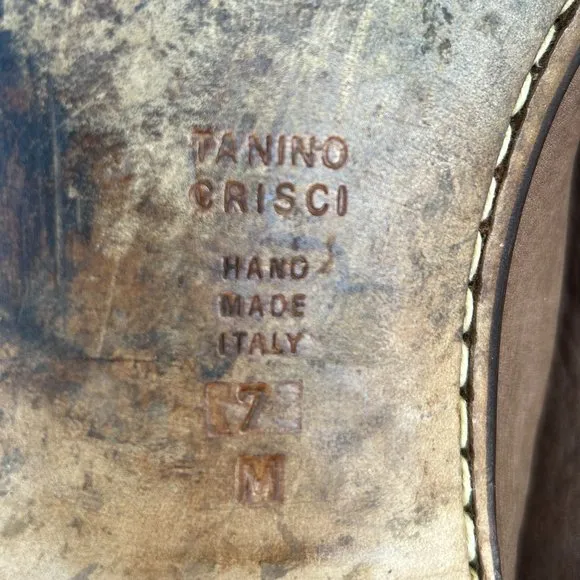 TANINO
CRISCI
HAND
MADE
ITALY
7
M